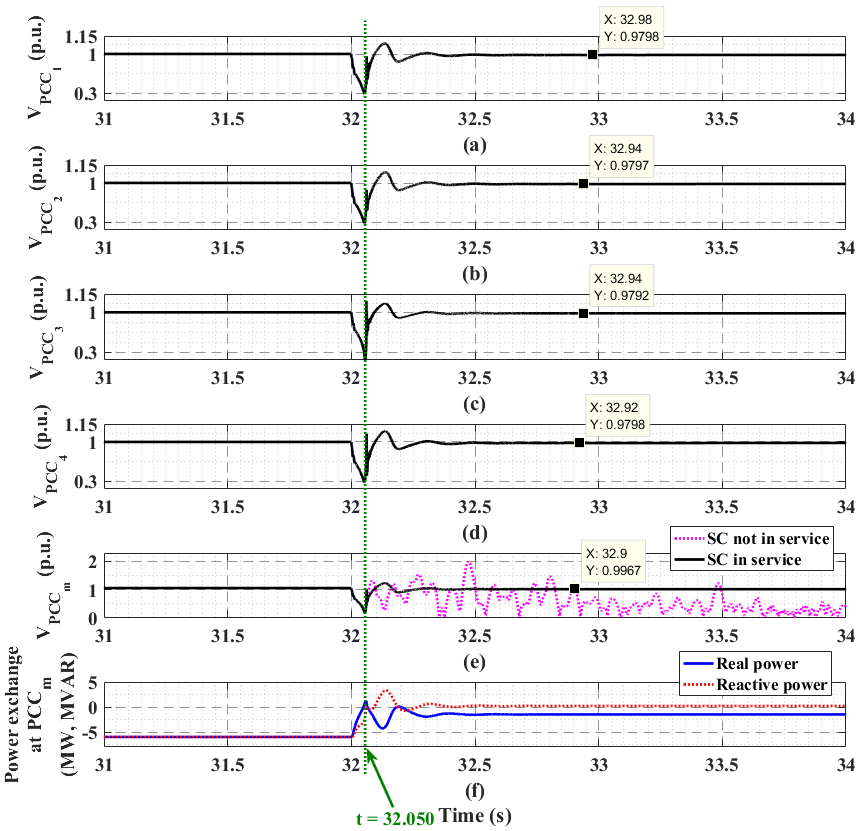 X: 32.98
Y: 0.9798
V_PCC_1 (p.u.)
1.15
1
0.3
31 31.5 32 32.5 33 33.5 34
(a)
X: 32.94
Y: 0.9797
V_PCC_2 (p.u.)
1.15
1
0.3
31 31.5 32 32.5 33 33.5 34
(b)
X: 32.94
Y: 0.9792
V_PCC_3 (p.u.)
1.15
1
0.3
31 31.5 32 32.5 33 33.5 34
(c)
X: 32.92
Y: 0.9798
V_PCC_4 (p.u.)
1.15
1
0.3
31 31.5 32 32.5 33 33.5 34
(d)
SC not in service
SC in service
X: 32.9
Y: 0.9967
V_PCC_m (p.u.)
2
1
0
31 31.5 32 32.5 33 33.5 34
(e)
Real power
Reactive power
Power exchange
at PCC_m
(MW, MVAR)
5
0
-5
31 31.5 32 32.5 33 33.5 34
(f)
t = 32.050
Time (s)